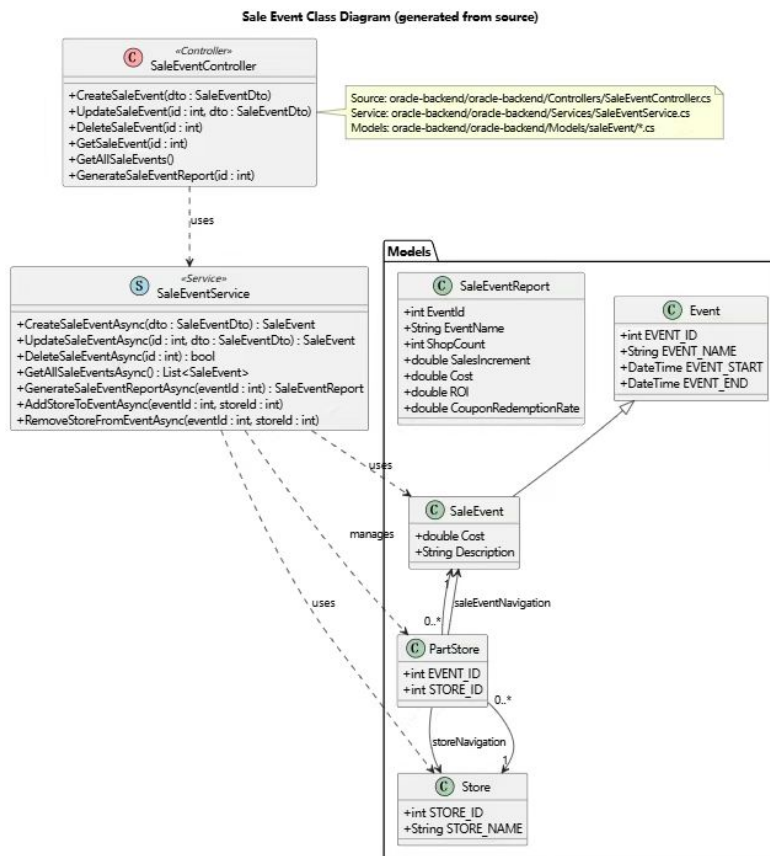 Sale Event Class Diagram (generated from source)
«Controller»
C
SaleEventController
+CreateSaleEvent(dto : SaleEventDto)
+UpdateSaleEvent(id : int, dto : SaleEventDto)
+DeleteSaleEvent(id : int)
+GetSaleEvent(id : int)
+GetAllSaleEvents()
+GenerateSaleEventReport(id : int)
Source: oracle-backend/oracle-backend/Controllers/SaleEventController.cs
Service: oracle-backend/oracle-backend/Services/SaleEventService.cs
Models: oracle-backend/oracle-backend/Models/saleEvent/*.cs
uses
«Service»
S
SaleEventService
+CreateSaleEventAsync(dto : SaleEventDto) : SaleEvent
+UpdateSaleEventAsync(id : int, dto : SaleEventDto) : SaleEvent
+DeleteSaleEventAsync(id : int) : bool
+GetAllSaleEventsAsync() : List<SaleEvent>
+GenerateSaleEventReportAsync(eventId : int) : SaleEventReport
+AddStoreToEventAsync(eventId : int, storeId : int)
+RemoveStoreFromEventAsync(eventId : int, storeId : int)
Models
C SaleEventReport
+int EventId
+String EventName
+int ShopCount
+double SalesIncrement
+double Cost
+double ROI
+double CouponRedemptionRate
C Event
+int EVENT_ID
+String EVENT_NAME
+DateTime EVENT_START
+DateTime EVENT_END
uses
C SaleEvent
+double Cost
+String Description
manages
1
saleEventNavigation
uses
0..*
C PartStore
+int EVENT_ID
+int STORE_ID
0..*
storeNavigation
1
C Store
+int STORE_ID
+String STORE_NAME